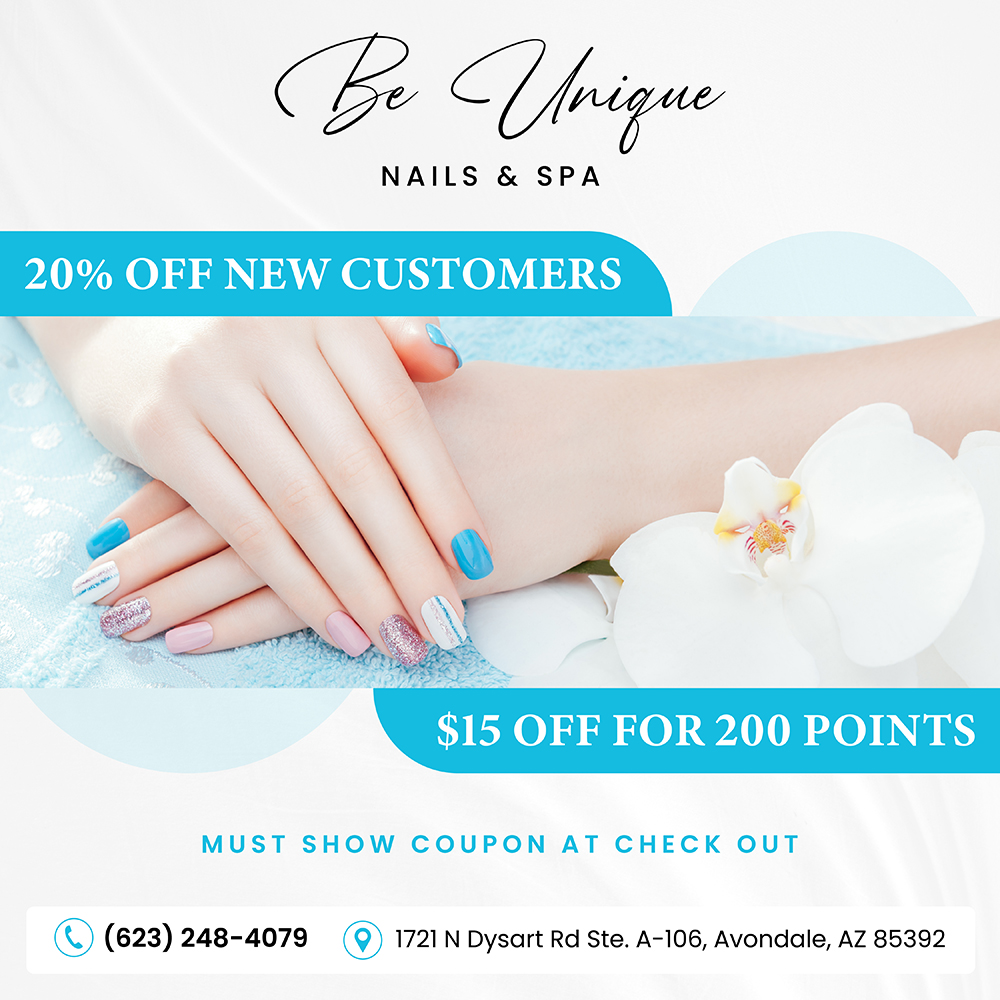 Be Unique
NAILS & SPA
20% OFF NEW CUSTOMERS
$15 OFF FOR 200 POINTS
MUST SHOW COUPON AT CHECK OUT
(623) 248-4079
1721 N Dysart Rd Ste. A-106, Avondale, AZ 85392